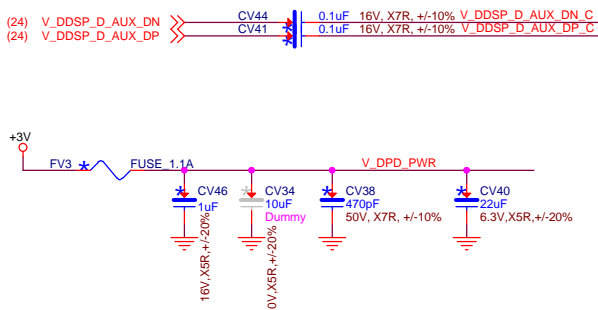 (24) V_DDSP_D_AUX_DN CV44 0.1uF 16V, X7R, +/-10% V_DDSP_D_AUX_DN_C
(24) V_DDSP_D_AUX_DP CV41 0.1uF 16V, X7R, +/-10% V_DDSP_D_AUX_DP_C
+3V
FV3 FUSE_1.1A V_DPD_PWR
CV46 CV34 CV38 CV40
1uF 10uF 470pF 22uF
Dummy 50V, X7R, +/-10% 6.3V,X5R,+/-20%
16V,X5R,+/-20%
0V,X5R,+/-20%